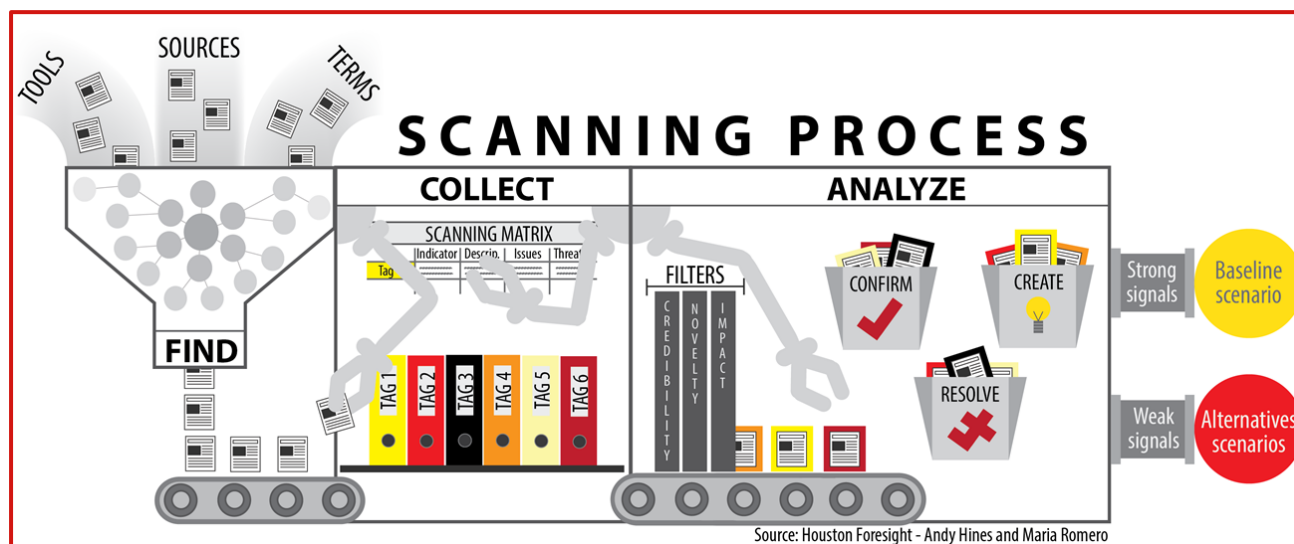 TOOLS
SOURCES
TERMS
SCANNING PROCESS
COLLECT
ANALYZE
SCANNING MATRIX
Indicator Descrip. Issues Threat
Tag
FIND
TAG 1
TAG 2
TAG 3
TAG 4
TAG 5
TAG 6
FILTERS
CREDIBILITY
NOVELTY
IMPACT
CONFIRM
CREATE
RESOLVE
Strong
signals
Baseline
scenario
Weak
signals
Alternatives
scenarios
Source: Houston Foresight - Andy Hines and Maria Romero